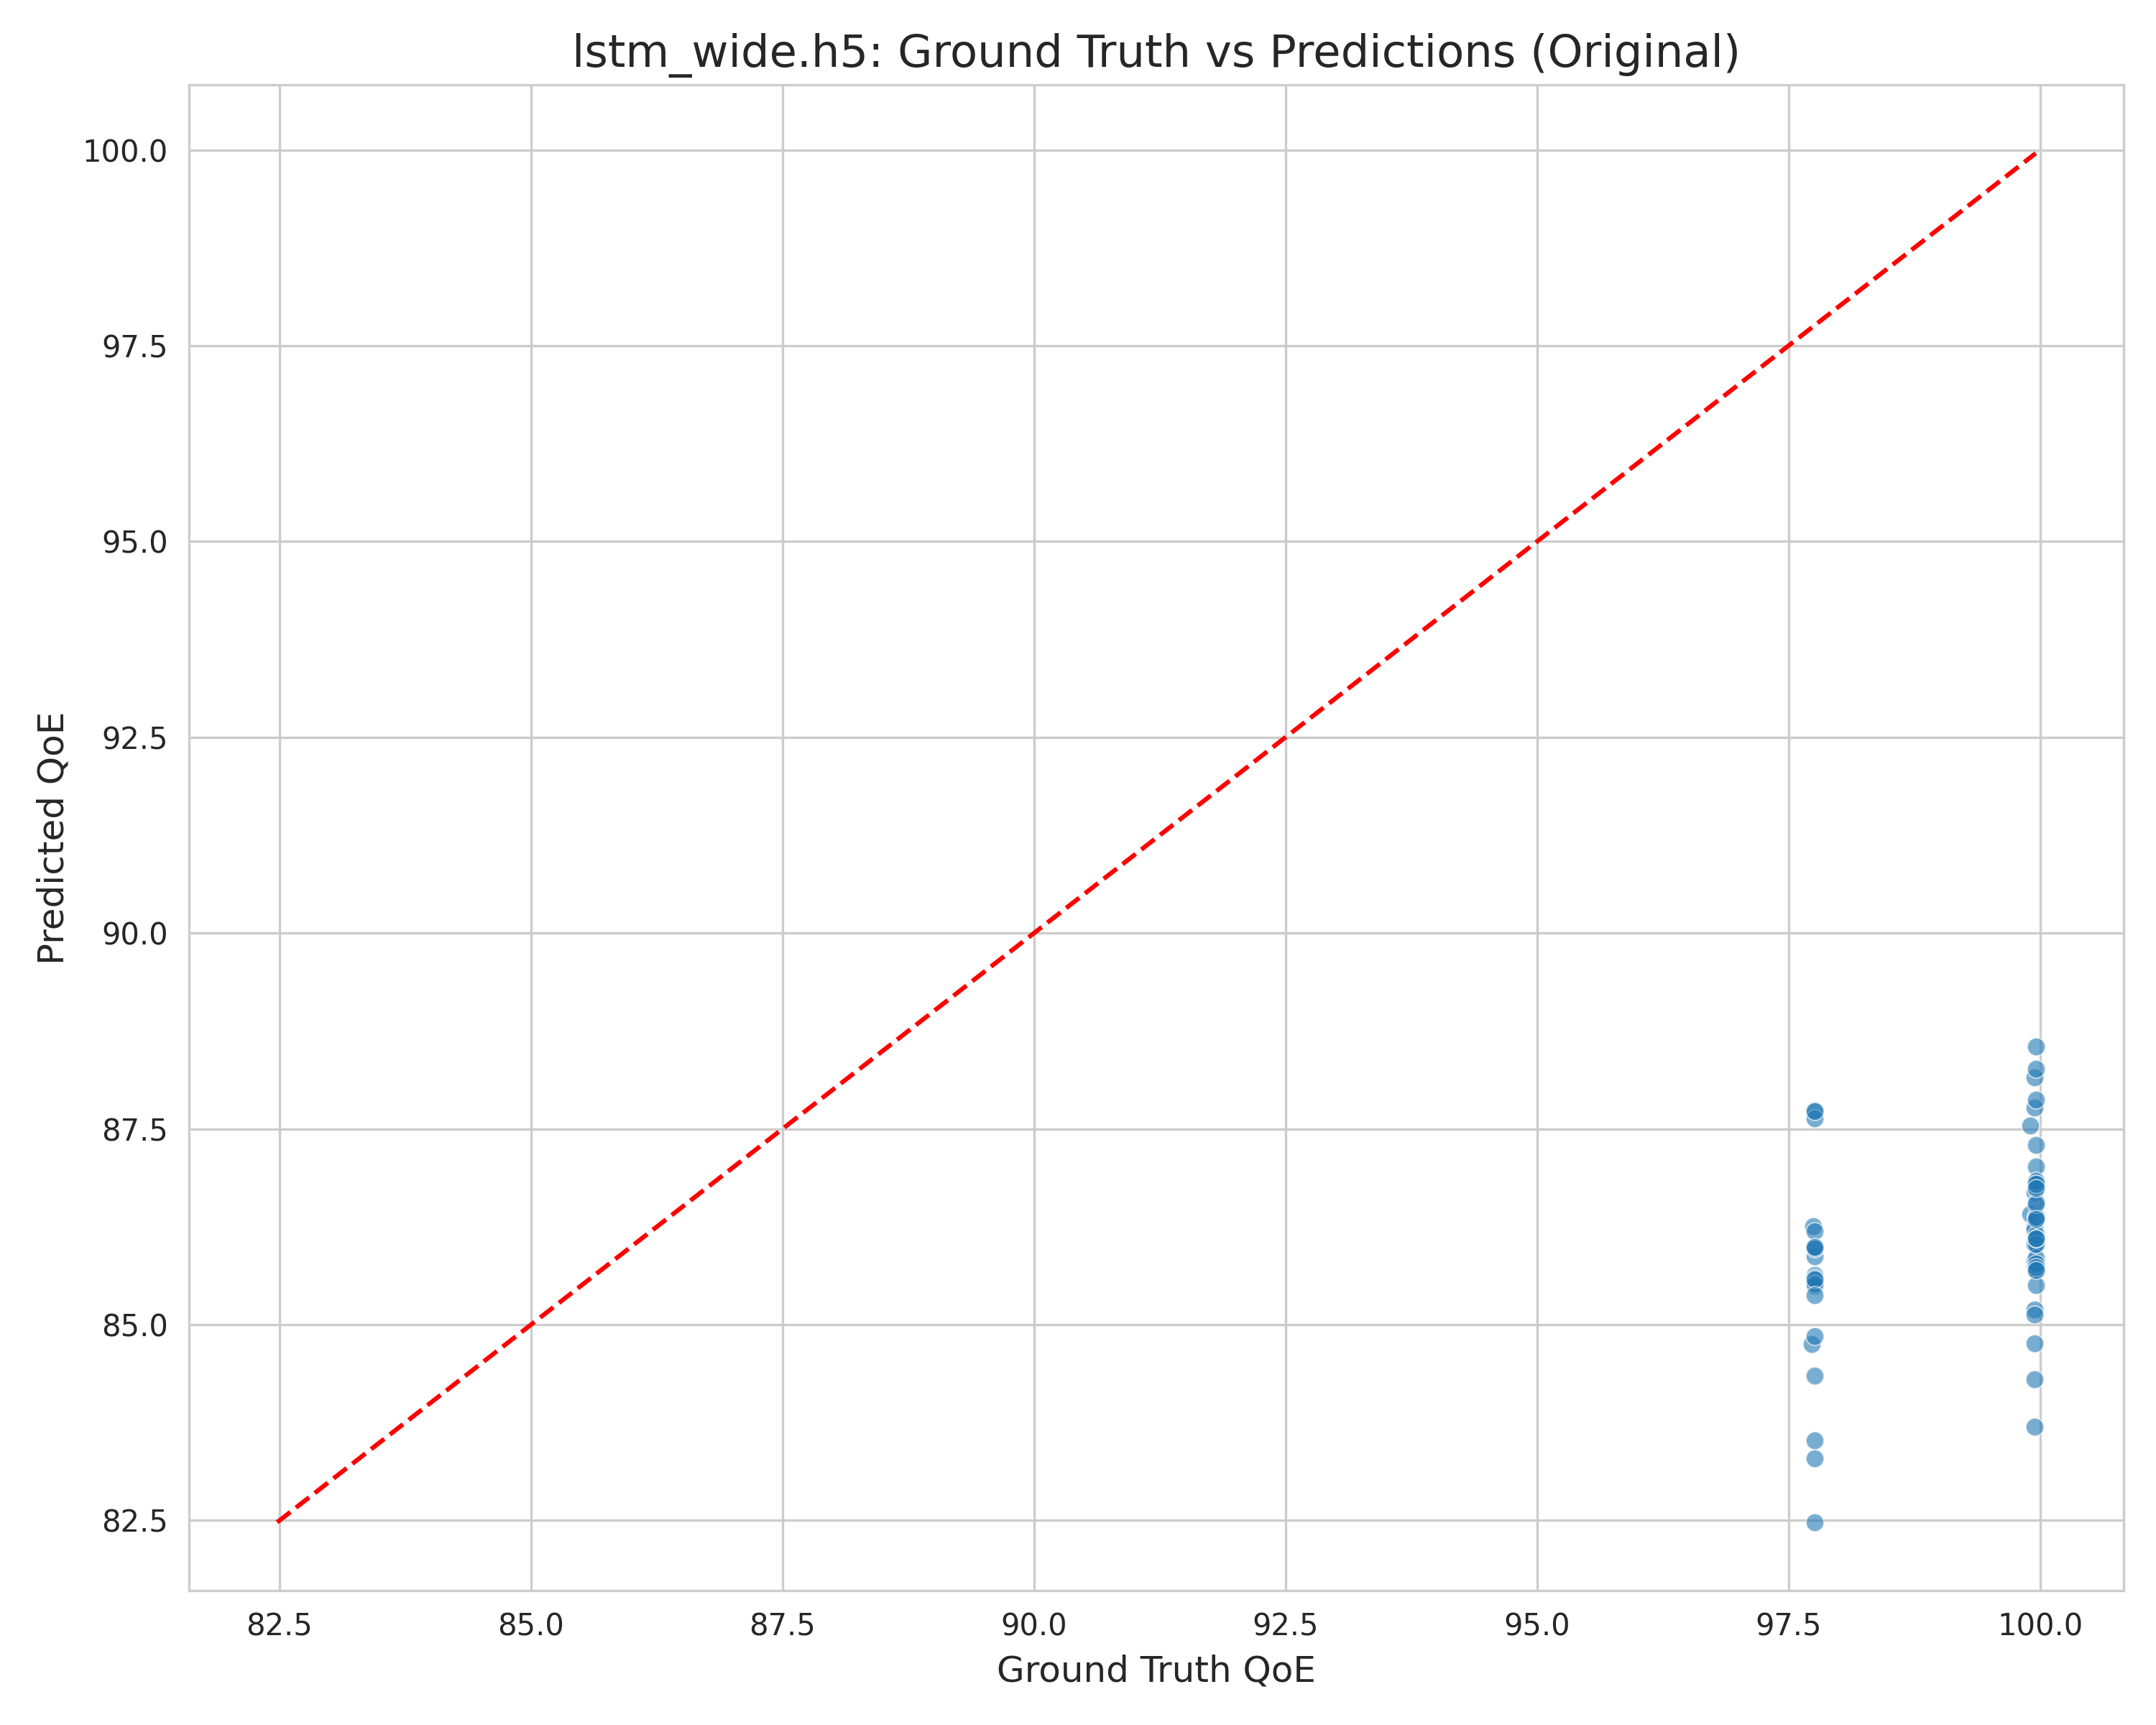 lstm_wide.h5: Ground Truth vs Predictions (Original)
100.0
97.5
95.0
92.5
90.0
87.5
85.0
82.5
Predicted QoE
82.5 85.0 87.5 90.0 92.5 95.0 97.5 100.0
Ground Truth QoE